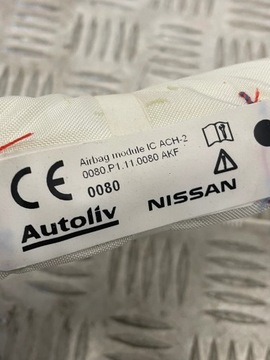 Airbag module IC ACH-2
0080.P1.11.0080 AKF
CE
0080
Autoliv
NISSAN